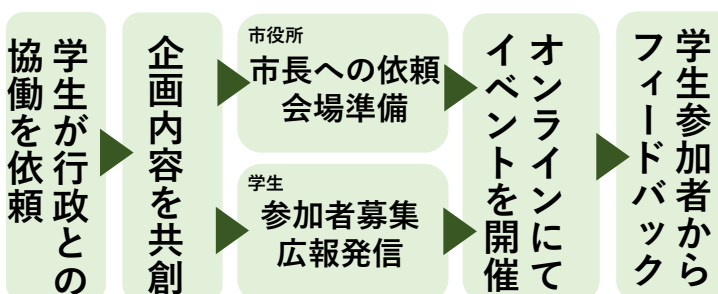 学生が行政との
協働を依頼
企画内容を共創
市役所
市長への依頼
会場準備
学生
参加者募集
広報発信
オンラインにて
イベントを開催
学生参加者から
フィードバック